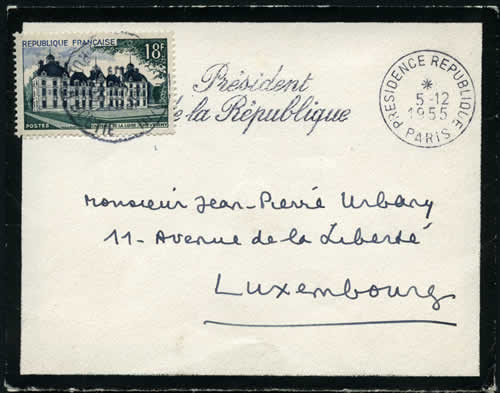 REPUBLIQUE FRANÇAISE
18F
POSTES
Président
de la République
PRESIDENCE REPUBLIQUE
5-12
1955
PARIS
Monsieur Jean-Pierre Urbany
11- Avenue de la Liberté
Luxembourg